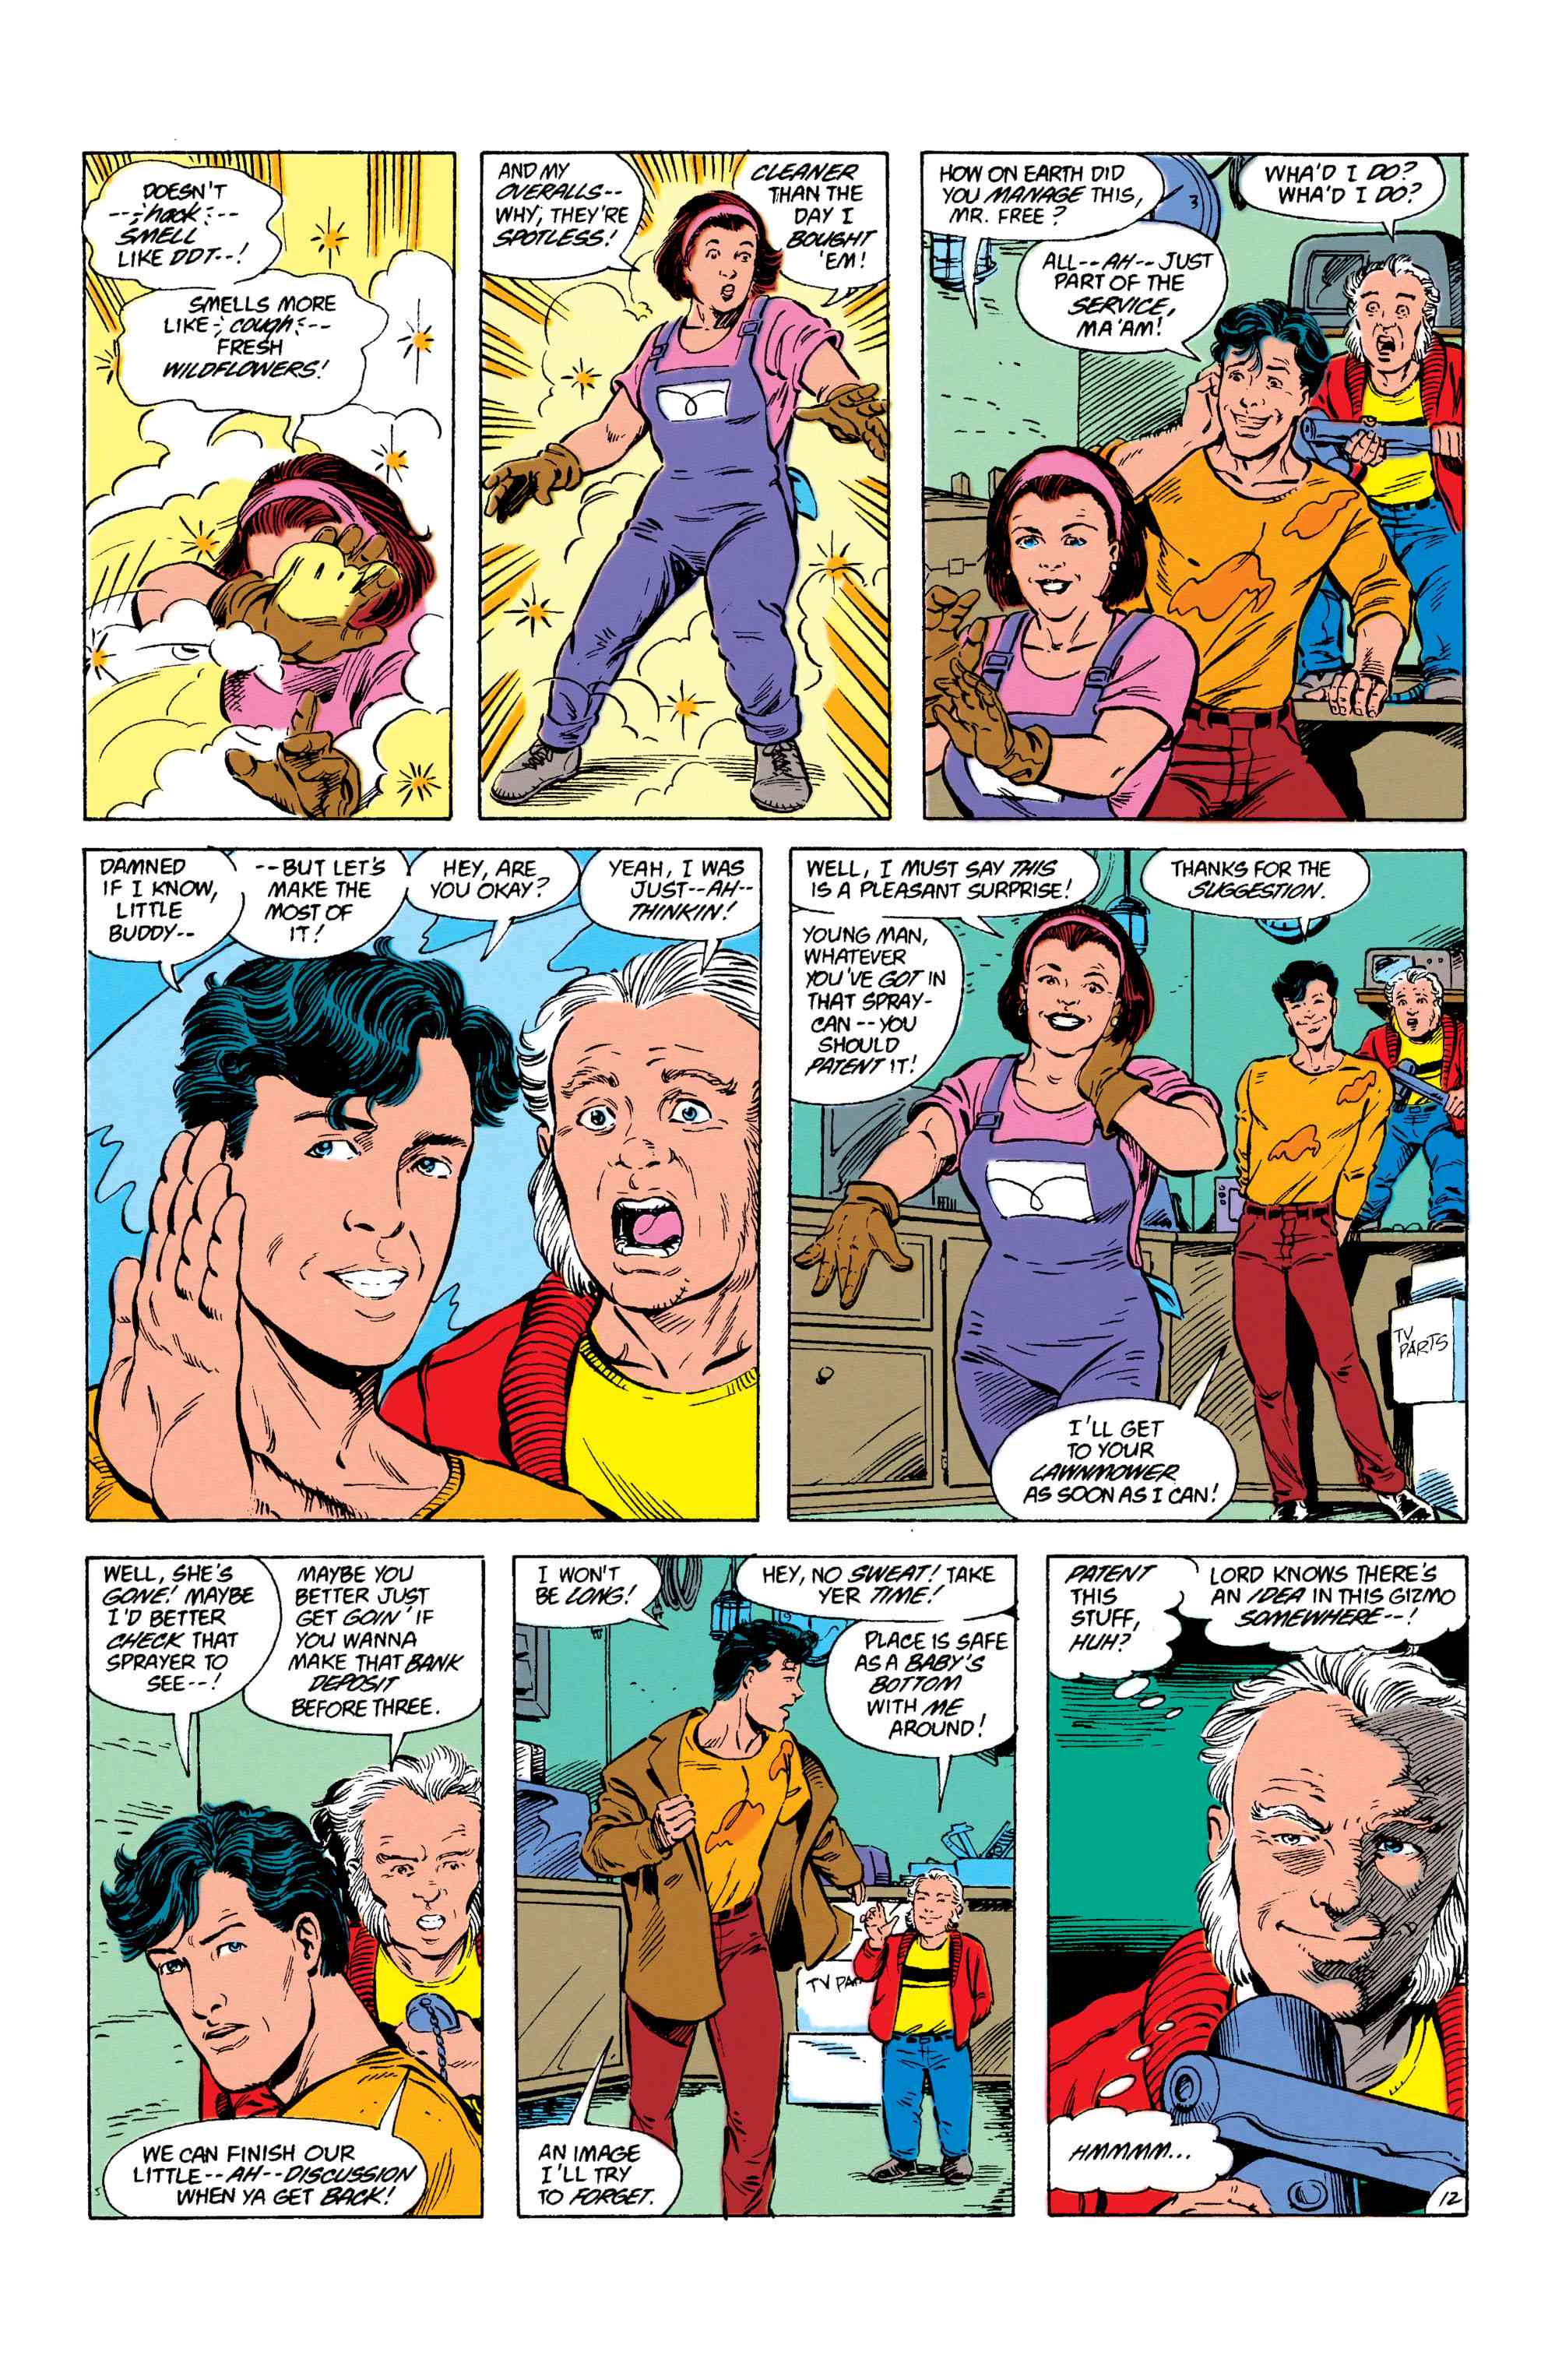 DOESN'T
--÷HACK÷--
SMELL
LIKE DDT--!
SMELLS MORE
LIKE ÷COUGH÷--
FRESH
WILDFLOWERS!
AND MY
OVERALLS--
WHY, THEY'RE
SPOTLESS!
CLEANER
THAN THE
DAY I
BOUGHT
'EM!
HOW ON EARTH DID
YOU MANAGE THIS,
MR. FREE?
ALL--AH--JUST
PART OF THE
SERVICE,
MA'AM!
WHA'D I DO?
WHA'D I DO?
3
DAMNED
IF I KNOW,
LITTLE
BUDDY--
--BUT LET'S
MAKE THE
MOST OF
IT!
HEY, ARE
YOU OKAY?
YEAH, I WAS
JUST--AH--
THINKIN!
WELL, I MUST SAY THIS
IS A PLEASANT SURPRISE!
YOUNG MAN,
WHATEVER
YOU'VE GOT IN
THAT SPRAY-
CAN--YOU
SHOULD
PATENT IT!
THANKS FOR THE
SUGGESTION.
I'LL GET
TO YOUR
LAWNMOWER
AS SOON AS I CAN!
TV
PARTS
WELL, SHE'S
GONE! MAYBE
I'D BETTER
CHECK THAT
SPRAYER TO
SEE--!
MAYBE YOU
BETTER JUST
GET GOIN' IF
YOU WANNA
MAKE THAT BANK
DEPOSIT
BEFORE THREE.
WE CAN FINISH OUR
LITTLE--AH--DISCUSSION
WHEN YA GET BACK!
I WON'T
BE LONG!
HEY, NO SWEAT! TAKE
YER TIME!
PLACE IS SAFE
AS A BABY'S
BOTTOM
WITH ME
AROUND!
TV PAR
AN IMAGE
I'LL TRY
TO FORGET.
PATENT
THIS
STUFF,
HUH?
LORD KNOWS THERE'S
AN IDEA IN THIS GIZMO
SOMEWHERE--!
HMMMM...
12